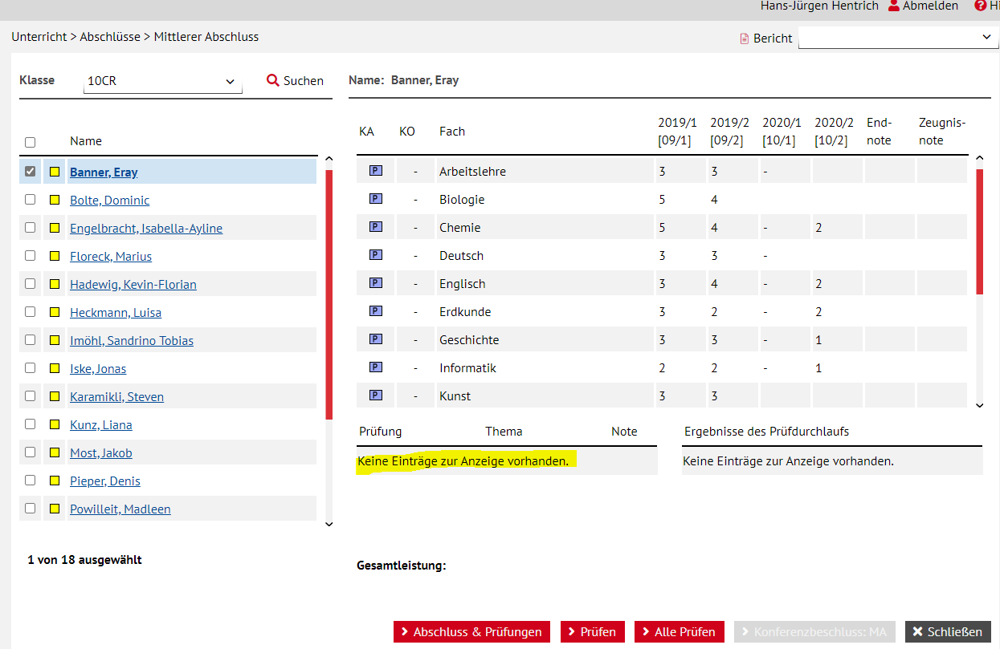 Hans-Jürgen Hentrich Abmelden
Unterricht > Abschlüsse > Mittlerer Abschluss
Bericht
Klasse 10CR Suchen
Name: Banner, Eray
Name
Banner, Eray
Bolte, Dominic
Engelbracht, Isabella-Ayline
Floreck, Marius
Hadewig, Kevin-Florian
Heckmann, Luisa
Imöhl, Sandrino Tobias
Iske, Jonas
Karamikli, Steven
Kunz, Liana
Most, Jakob
Pieper, Denis
Powilleit, Madleen
1 von 18 ausgewählt
KA KO Fach 2019/1 [09/1] 2019/2 [09/2] 2020/1 [10/1] 2020/2 [10/2] End-note Zeugnis-note
P - Arbeitslehre 3 3 -
P - Biologie 5 4
P - Chemie 5 4 - 2
P - Deutsch 3 3 -
P - Englisch 3 4 - 2
P - Erdkunde 3 2 - 2
P - Geschichte 3 3 - 1
P - Informatik 2 2 - 1
P - Kunst 3 3
Prüfung Thema Note
Keine Einträge zur Anzeige vorhanden.
Ergebnisse des Prüfdurchlaufs
Keine Einträge zur Anzeige vorhanden.
Gesamtleistung:
Abschluss & Prüfungen
Prüfen
Alle Prüfen
Konferenzbeschluss: MA
Schließen